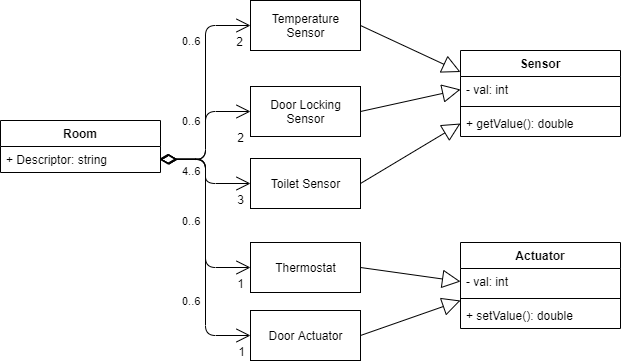 Temperature
Sensor
0..6
2
Sensor
- val: int
+ getValue(): double
Door Locking
Sensor
0..6
2
Room
+ Descriptor: string
4..6
Toilet Sensor
3
0..6
Thermostat
1
Actuator
- val: int
+ setValue(): double
0..6
Door Actuator
1